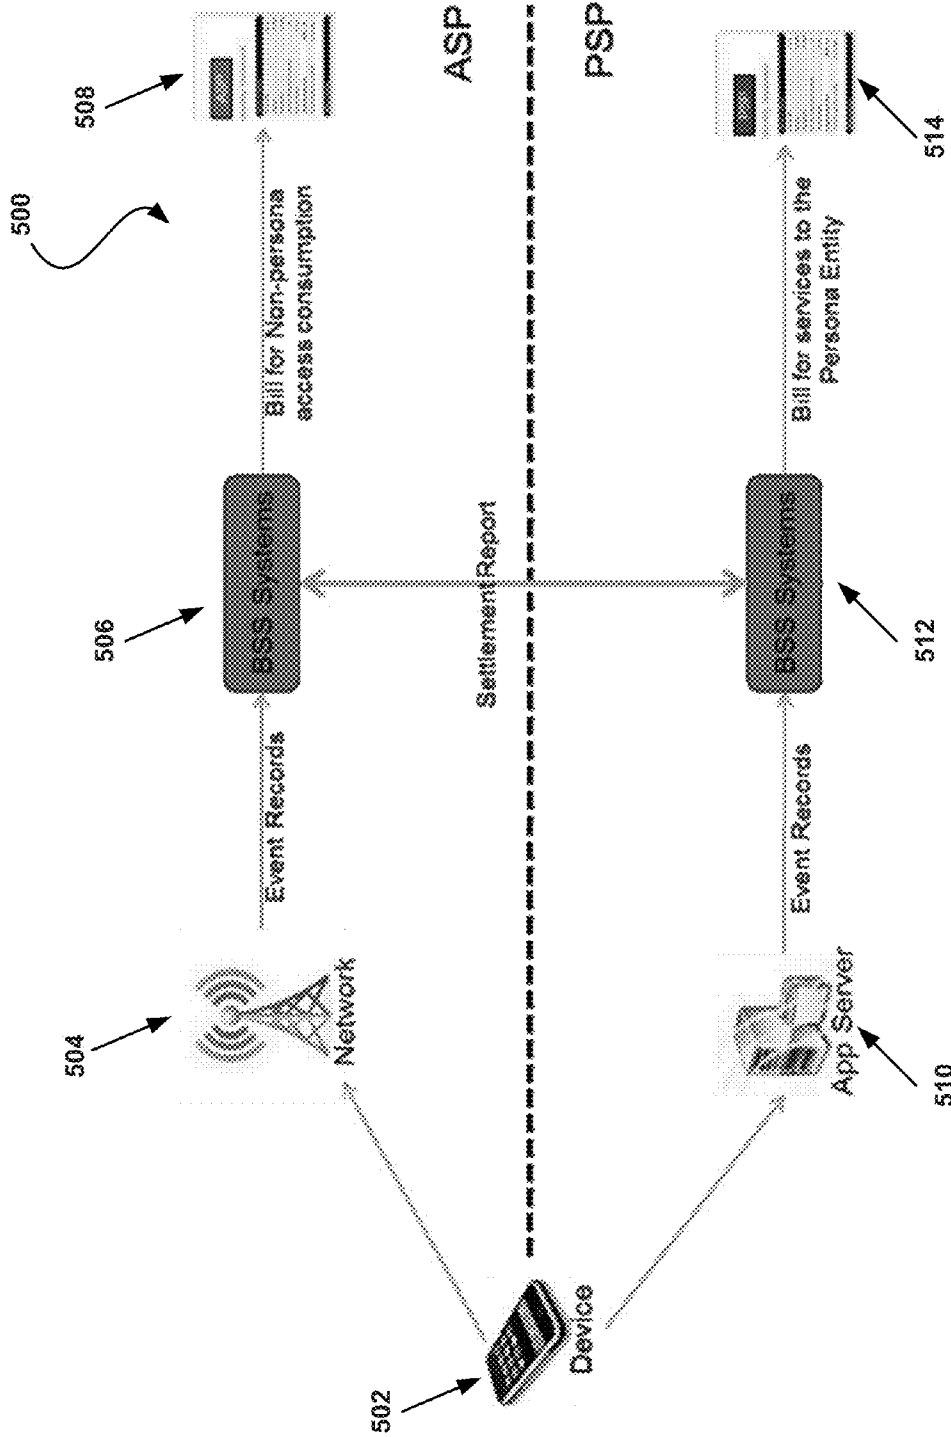 500
508
Bill for Non-persona
access consumption
ASP
506
BSS Systems
Event Records
504
Network
Settlement Report
502
Device
PSP
Bill for services to the
Persona Entity
514
BSS Systems
512
Event Records
App Server
510